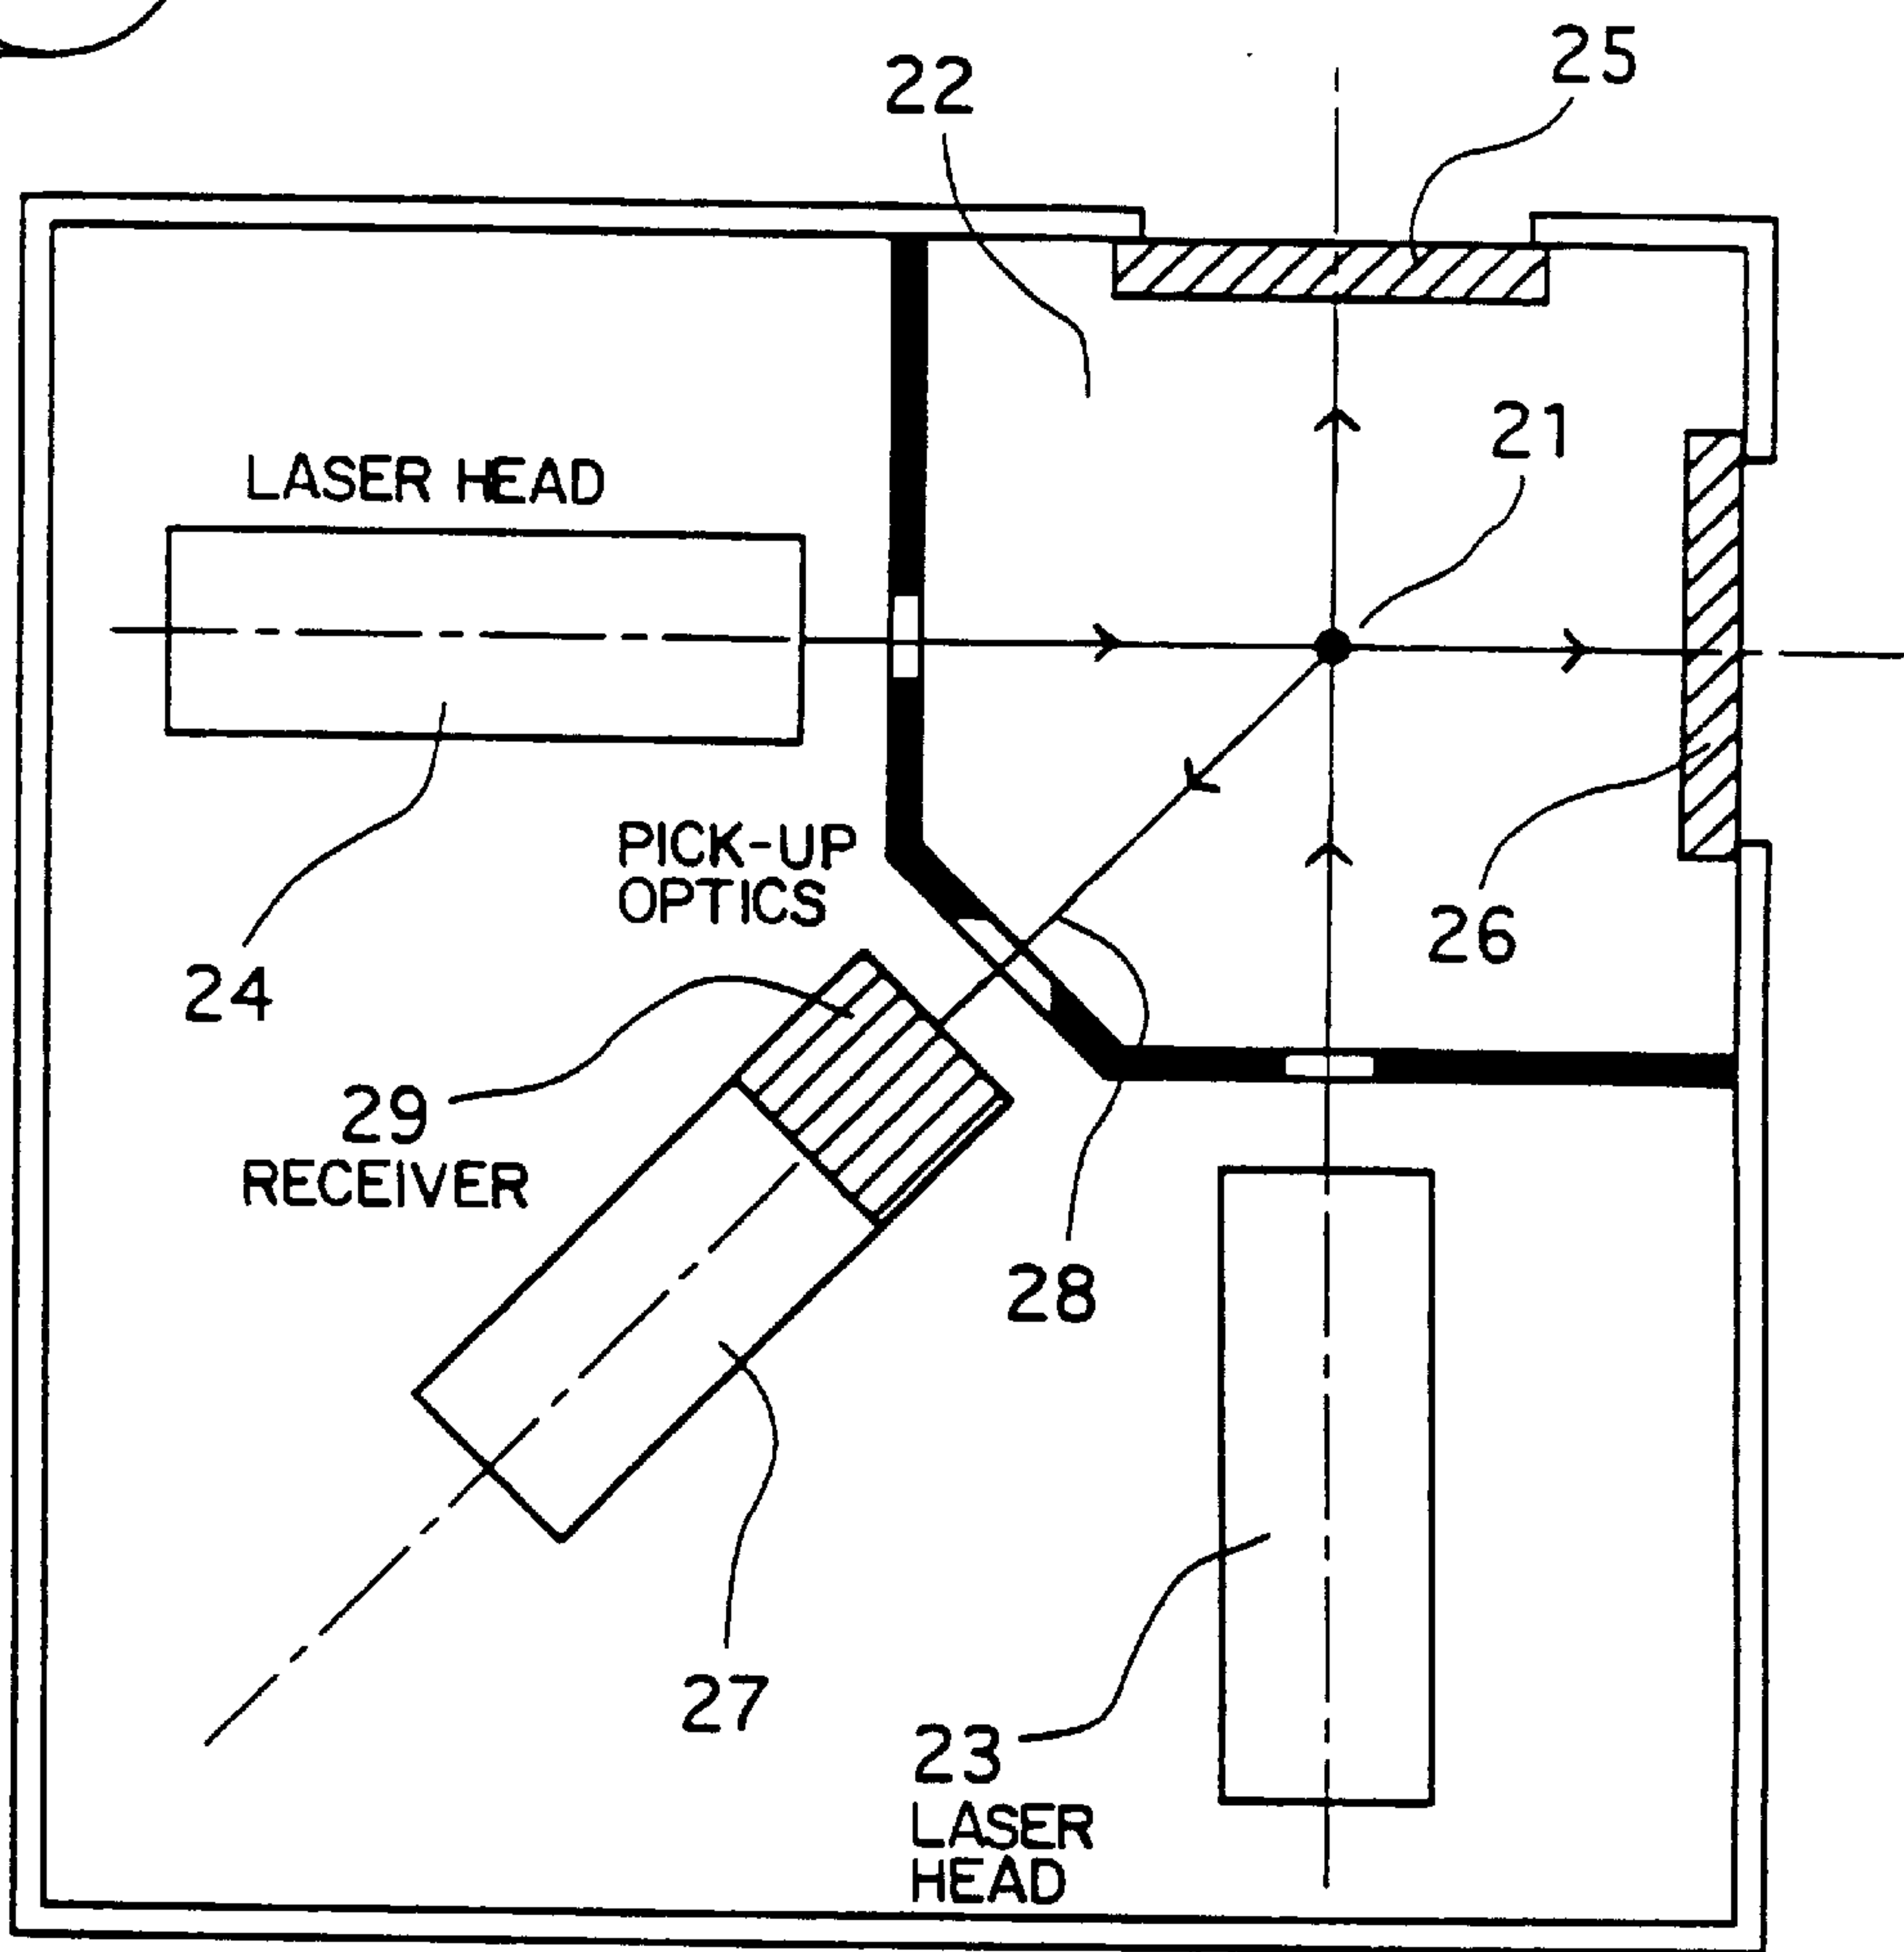 25
22
21
LASER HEAD
PICK-UP
OPTICS
26
24
29
RECEIVER
28
27
23
LASER
HEAD